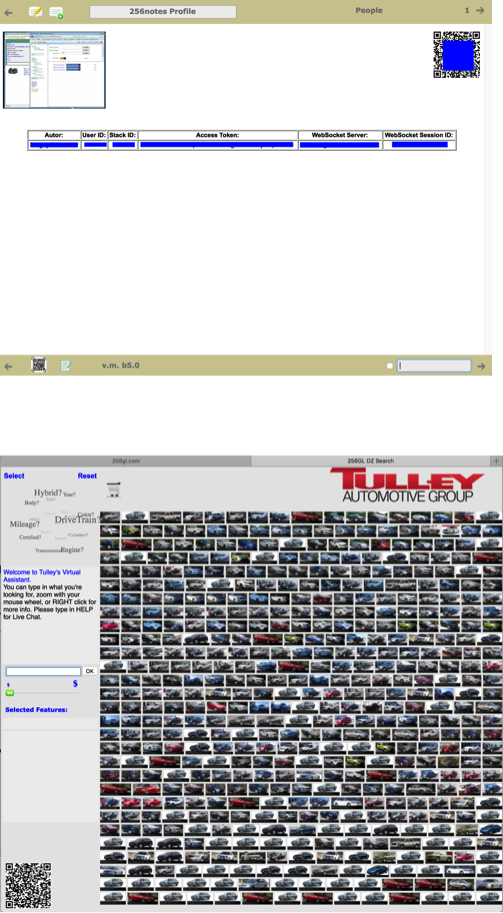 256notes Profile
People
1
Autor: User ID: Stack ID: Access Token: WebSocket Server: WebSocket Session ID:
v.m. b5.0
256gl.com
256GL DZ Search
+
Select
Reset
TULLEY
AUTOMOTIVE GROUP
Hybrid?
Year?
Body?
Color?
DriveTrain?
Mileage?
Certified?
Cylinder?
Transmission
Engine?
Welcome to Tulley's Virtual
Assistant.
You can type in what you're
looking for, zoom with your
mouse wheel, or RIGHT click for
more info. Please type in HELP
for Live Chat.
OK
$
$
Selected Features: